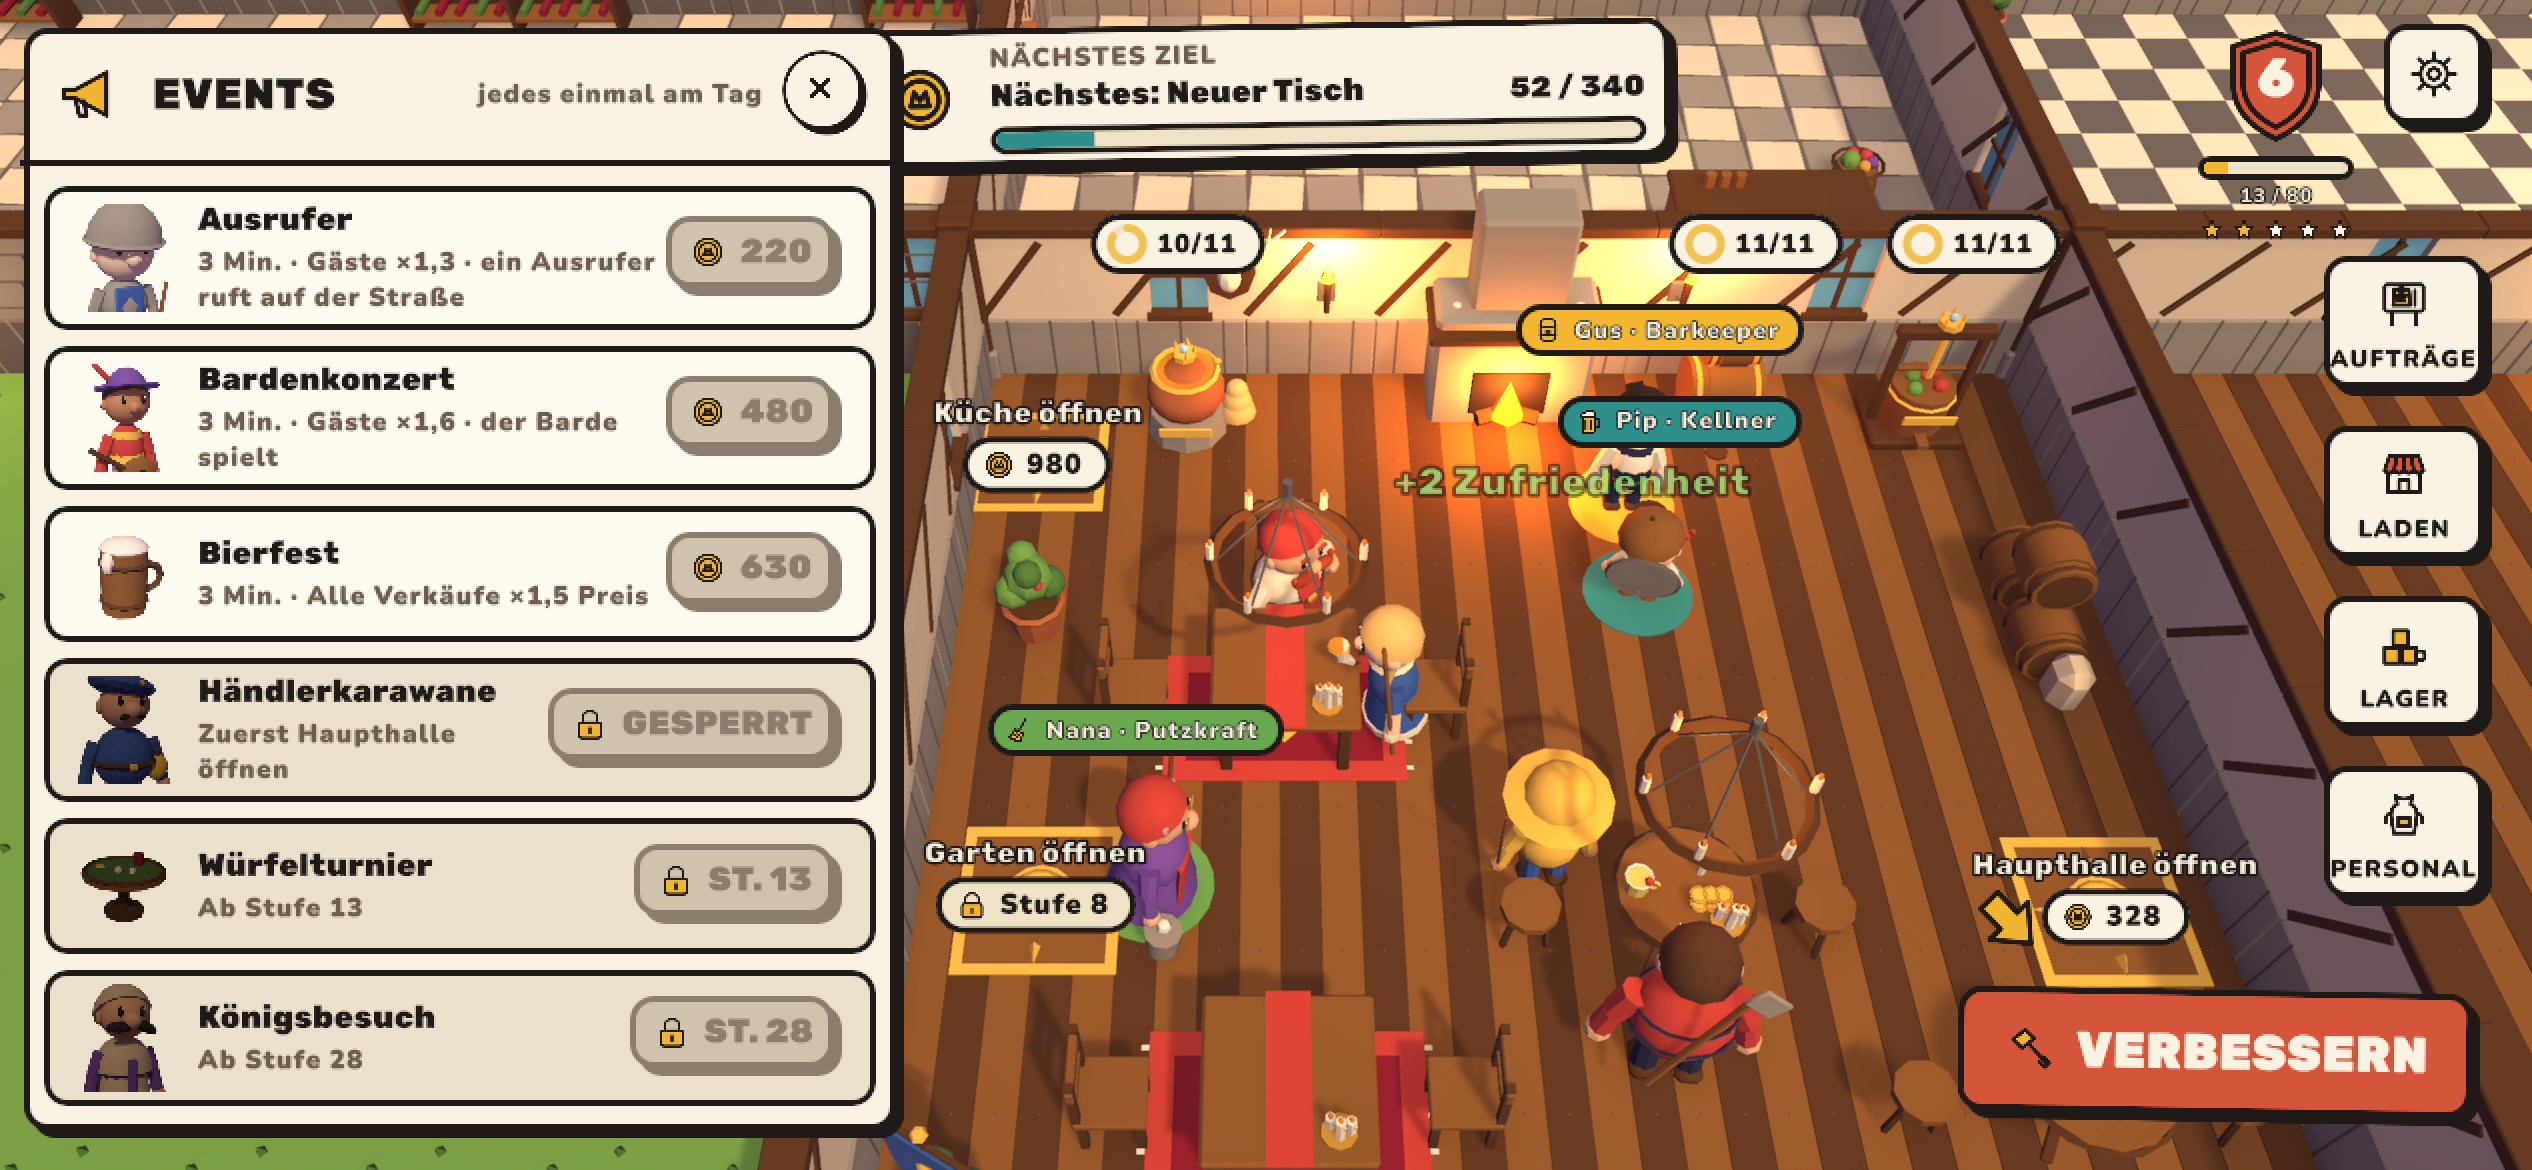 EVENTS
jedes einmal am Tag
Ausrufer
3 Min. · Gäste ×1,3 · ein Ausrufer
ruft auf der Straße
220
Bardenkonzert
3 Min. · Gäste ×1,6 · der Barde
spielt
480
Bierfest
3 Min. · Alle Verkäufe ×1,5 Preis
630
Händlerkarawane
Zuerst Haupthalle
öffnen
GESPERRT
Würfelturnier
Ab Stufe 13
ST. 13
Königsbesuch
Ab Stufe 28
ST. 28
NÄCHSTES ZIEL
Nächstes: Neuer Tisch
52 / 340
6
13 / 80
10/11
11/11
11/11
Gus · Barkeeper
Pip · Kellner
+2 Zufriedenheit
Küche öffnen
980
Nana · Putzkraft
Garten öffnen
Stufe 8
Haupthalle öffnen
328
AUFTRÄGE
LADEN
LAGER
PERSONAL
VERBESSERN